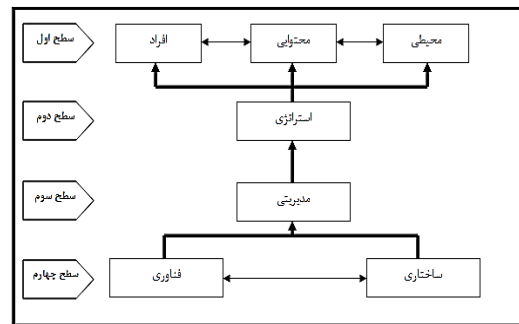 سطح اول
افراد
محتوایی
محیطی
سطح دوم
استراتژی
سطح سوم
مدیریتی
سطح چهارم
فناوری
ساختاری